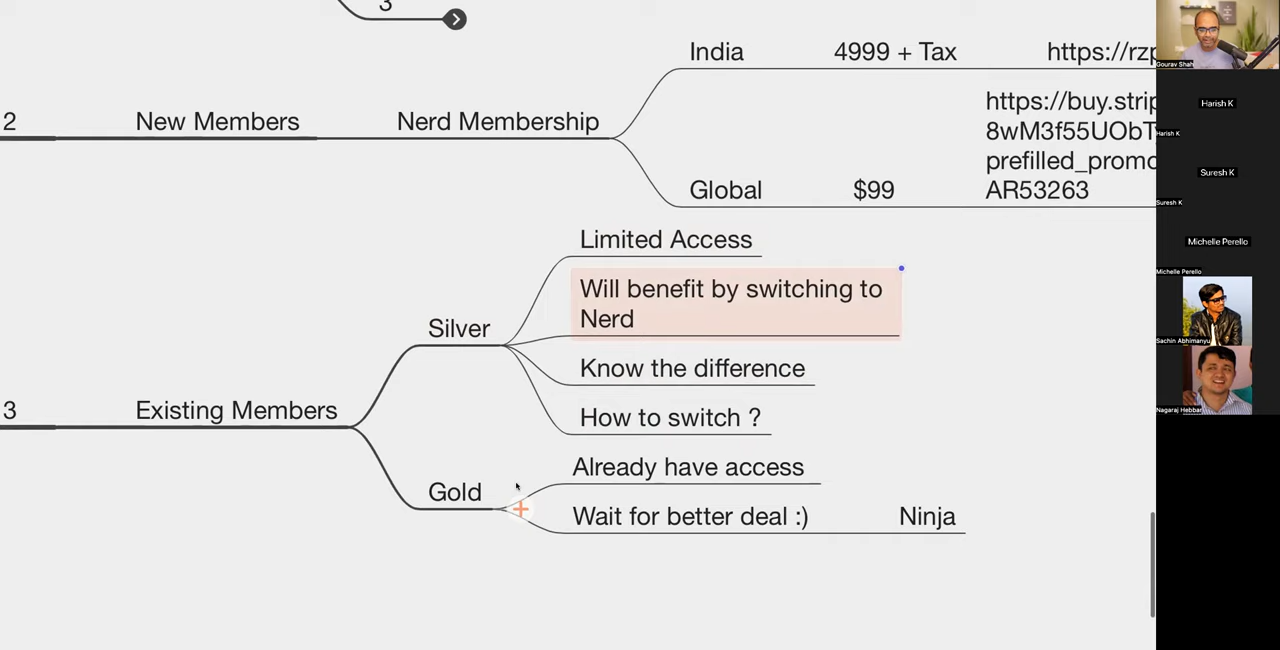 3
India 4999 + Tax https://rzp
https://buy.strip
2 New Members Nerd Membership
8wM3f55UObT
prefilled_promo
Global $99 AR53263
Limited Access
Will benefit by switching to
Nerd
Silver
Know the difference
3 Existing Members
How to switch ?
Already have access
Gold
Wait for better deal :) Ninja
Gourav Shah
Harish K
Harish K
Suresh K
Suresh K
Michelle Perello
Michelle Perello
Sachin Abhimanyu
Nagaraj Hebbar